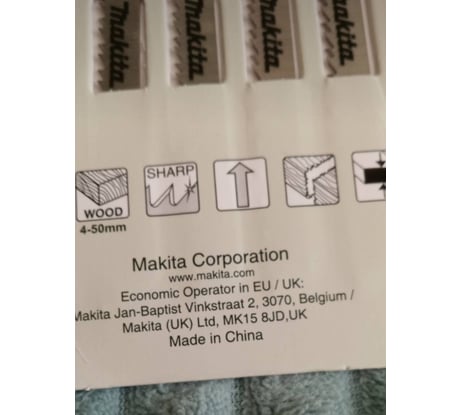 Makita Makita Makita Makita
SHARP
WOOD
4-50mm
Makita Corporation
www.makita.com
Economic Operator in EU / UK:
Makita Jan-Baptist Vinkstraat 2, 3070, Belgium /
Makita (UK) Ltd, MK15 8JD,UK
Made in China